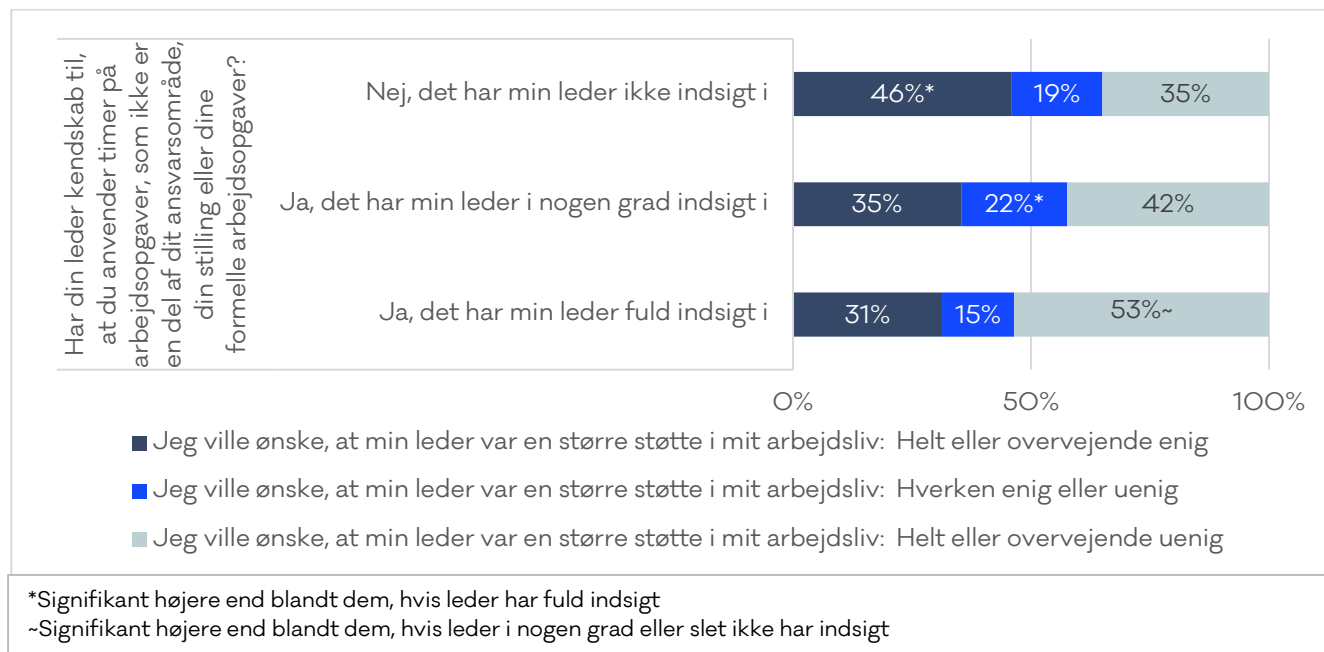 Har din leder kendskab til,
at du anvender timer på
arbejdsopgaver, som ikke er
en del af dit ansvarsområde,
din stilling eller dine
formelle arbejdsopgaver?
Nej, det har min leder ikke indsigt i
46%*
19%
35%
Ja, det har min leder i nogen grad indsigt i
35%
22%*
42%
Ja, det har min leder fuld indsigt i
31%
15%
53%~
0%
50%
100%
Jeg ville ønske, at min leder var en større støtte i mit arbejdsliv: Helt eller overvejende enig
Jeg ville ønske, at min leder var en større støtte i mit arbejdsliv: Hverken enig eller uenig
Jeg ville ønske, at min leder var en større støtte i mit arbejdsliv: Helt eller overvejende uenig
*Signifikant højere end blandt dem, hvis leder har fuld indsigt
~Signifikant højere end blandt dem, hvis leder i nogen grad eller slet ikke har indsigt